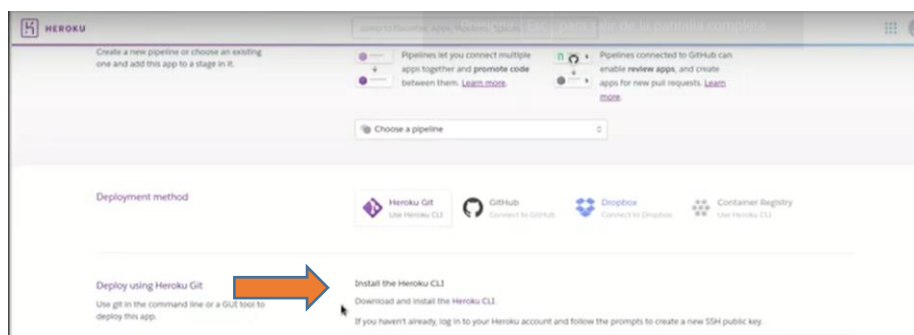 HEROKU
Jump to Favorites, Apps, Pipelines, Spaces...
para salir de la pantalla completa
Create a new pipeline or choose an existing
one and add this app to a stage in it.
Pipelines let you connect multiple
apps together and promote code
between them. Learn more.
Pipelines connected to GitHub can
enable review apps, and create
apps for new pull requests. Learn
more.
Choose a pipeline
Deployment method
Heroku Git
Use Heroku CLI
GitHub
Connect to GitHub
Dropbox
Connect to Dropbox
Container Registry
Use Heroku CLI
Deploy using Heroku Git
Use git in the command line or a GUI tool to
deploy this app.
Install the Heroku CLI
Download and install the Heroku CLI.
If you haven't already, log in to your Heroku account and follow the prompts to create a new SSH public key.